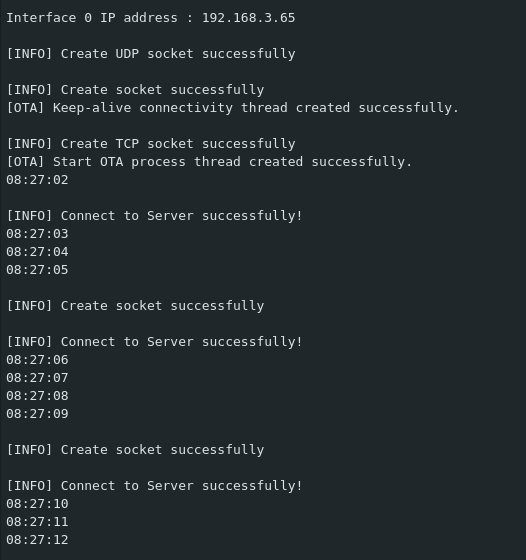 Interface 0 IP address : 192.168.3.65
[INFO] Create UDP socket successfully
[INFO] Create socket successfully
[OTA] Keep-alive connectivity thread created successfully.
[INFO] Create TCP socket successfully
[OTA] Start OTA process thread created successfully.
08:27:02
[INFO] Connect to Server successfully!
08:27:03
08:27:04
08:27:05
[INFO] Create socket successfully
[INFO] Connect to Server successfully!
08:27:06
08:27:07
08:27:08
08:27:09
[INFO] Create socket successfully
[INFO] Connect to Server successfully!
08:27:10
08:27:11
08:27:12